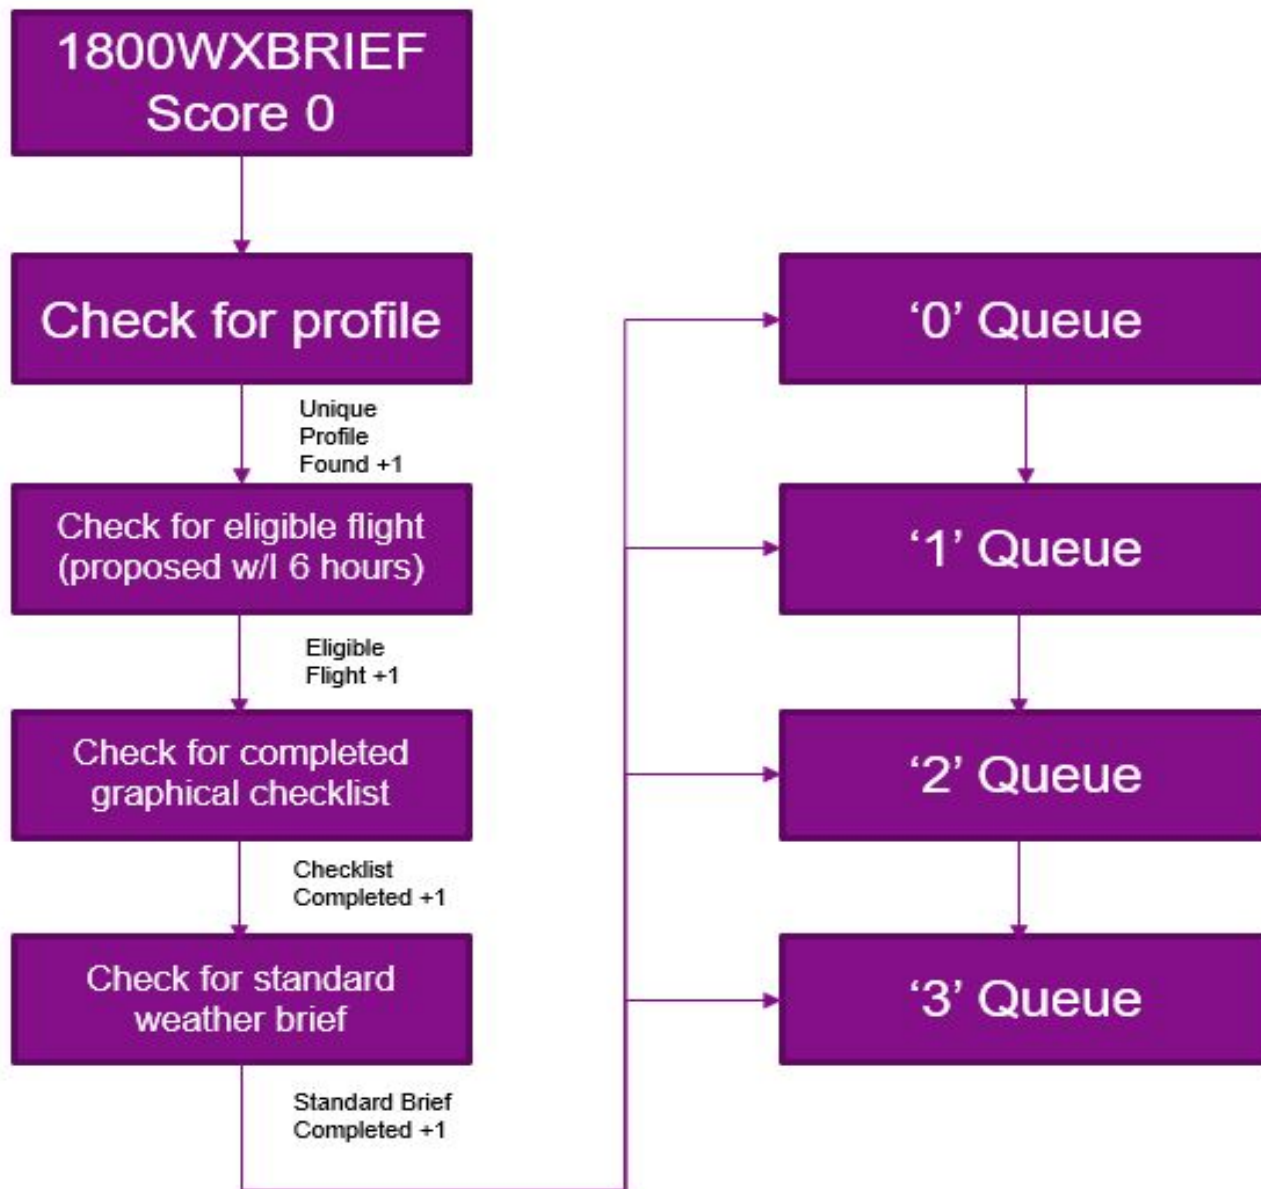 1800WXBRIEF
Score 0
Check for profile
Unique
Profile
Found +1
Check for eligible flight
(proposed w/I 6 hours)
Eligible
Flight +1
Check for completed
graphical checklist
Checklist
Completed +1
Check for standard
weather brief
Standard Brief
Completed +1
‘0’ Queue
‘1’ Queue
‘2’ Queue
‘3’ Queue